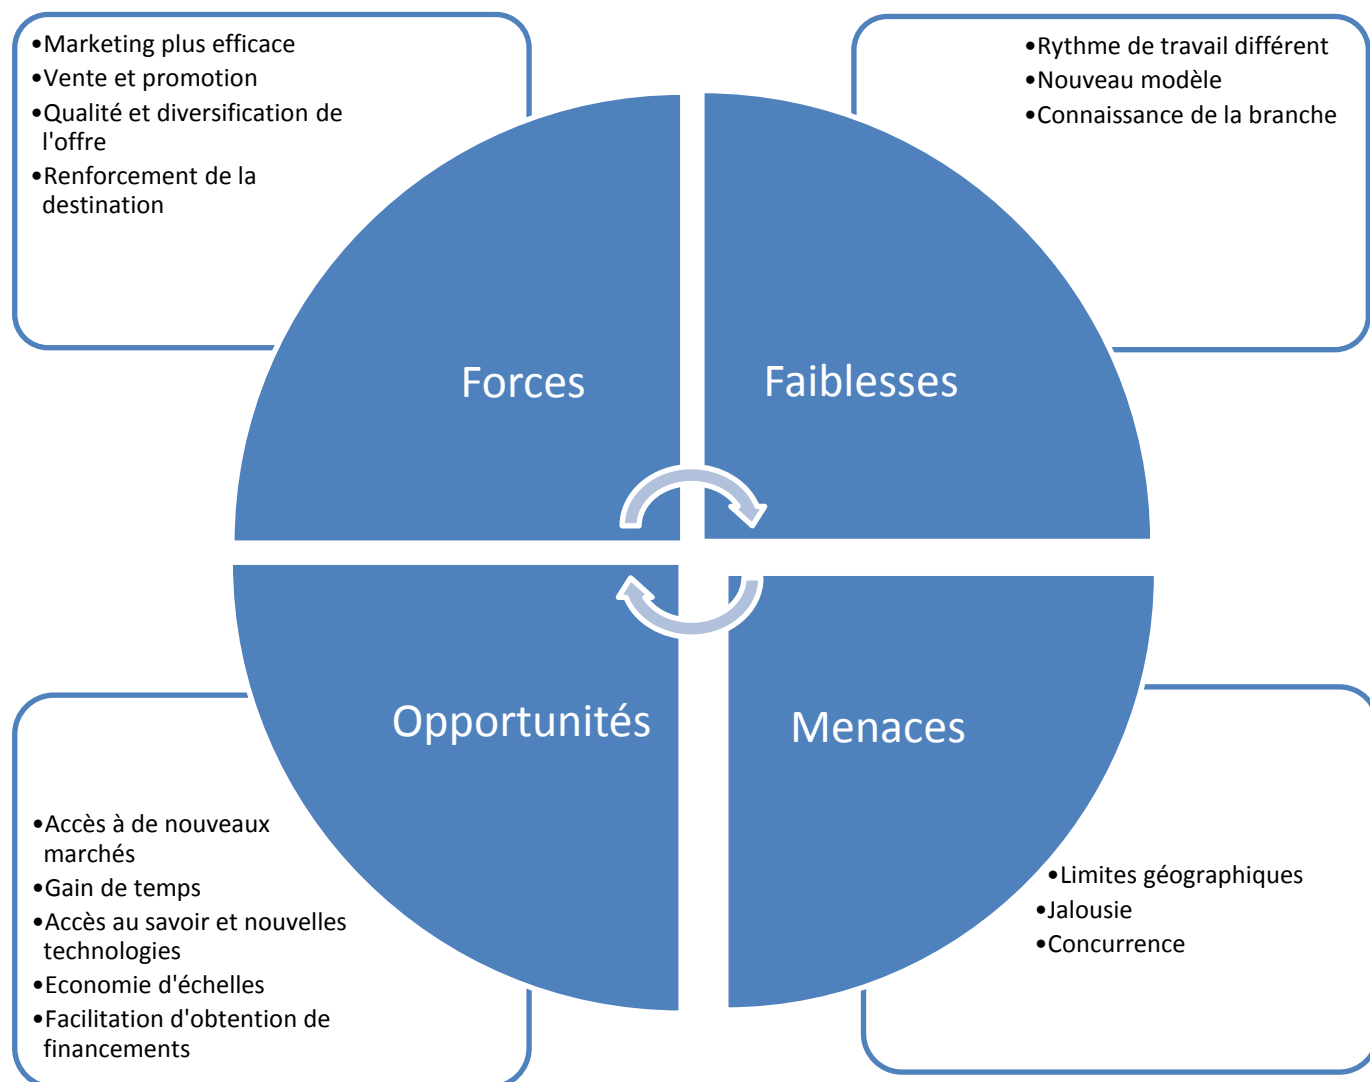 •Marketing plus efficace
•Vente et promotion
•Qualité et diversification de
l'offre
•Renforcement de la
destination
•Rythme de travail différent
•Nouveau modèle
•Connaissance de la branche
Forces
Faiblesses
Opportunités
Menaces
•Accès à de nouveaux
marchés
•Gain de temps
•Accès au savoir et nouvelles
technologies
•Economie d'échelles
•Facilitation d'obtention de
financements
•Limites géographiques
•Jalousie
•Concurrence